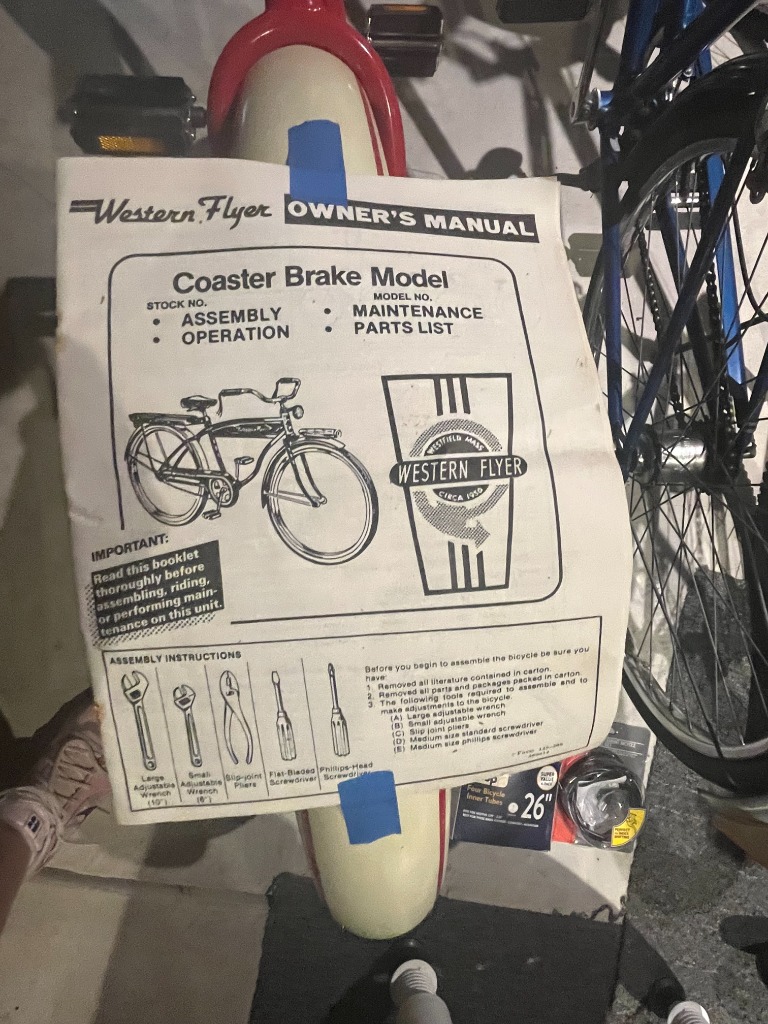 Western Flyer OWNER'S MANUAL
Coaster Brake Model
STOCK NO. MODEL NO.
• ASSEMBLY • MAINTENANCE
• OPERATION • PARTS LIST
WESTFIELD MASS
WESTERN FLYER
CIRCA 1950
IMPORTANT:
Read this booklet
thoroughly before
assembling, riding,
or performing main-
tenance on this unit.
ASSEMBLY INSTRUCTIONS
Before you begin to assemble the bicycle be sure you
have:
1. Removed all literature contained in carton.
2. Removed all parts and packages packed in carton.
3. The following tools required to assemble and to
make adjustments to the bicycle.
(A) Large adjustable wrench
(B) Small adjustable wrench
(C) Slip joint pliers
(D) Medium size standard screwdriver
(E) Medium size phillips screwdriver
Large
Adjustable
Wrench
(10")
Small
Adjustable
Wrench
(6")
Slip-joint
Pliers
Flat-Bladed
Screwdriver
Phillips-Head
Screwdriver
SUPER
VALUE
Four Bicycle
Inner Tubes
26"